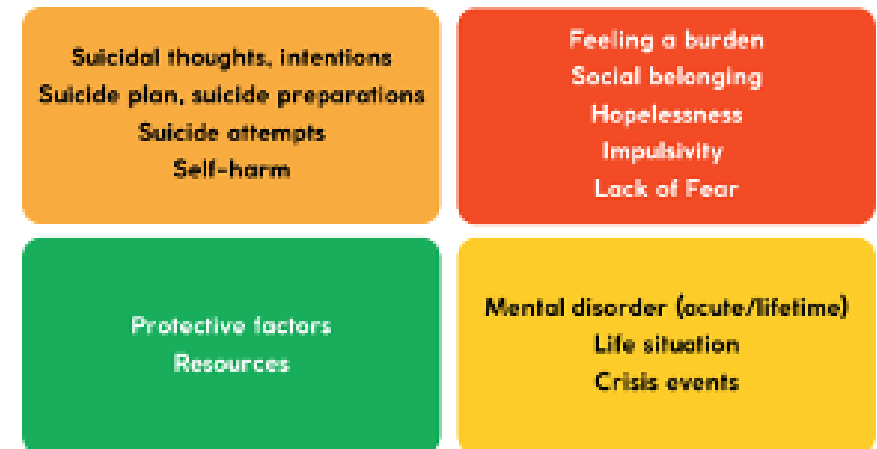 Suicidal thoughts, intentions
Suicide plan, suicide preparations
Suicide attempts
Self-harm
Feeling a burden
Social belonging
Hopelessness
Impulsivity
Lack of Fear
Protective factors
Resources
Mental disorder (acute/lifetime)
Life situation
Crisis events